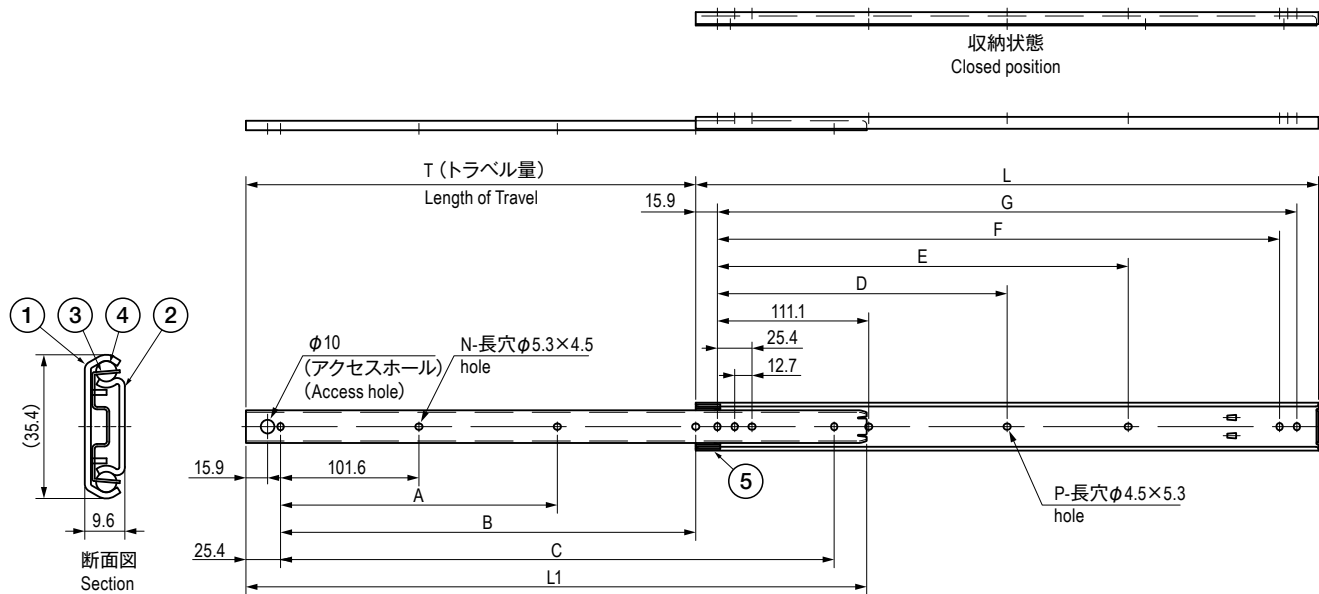 収納状態
Closed position
T（トラベル量）
Length of Travel
L
15.9
G
F
E
D
111.1
25.4
12.7
1
3
4
2
φ10
（アクセスホール）
（Access hole）
N-長穴φ5.3×4.5
hole
(35.4)
9.6
断面図
Section
15.9
101.6
A
B
25.4
C
L1
5
P-長穴φ4.5×5.3
hole